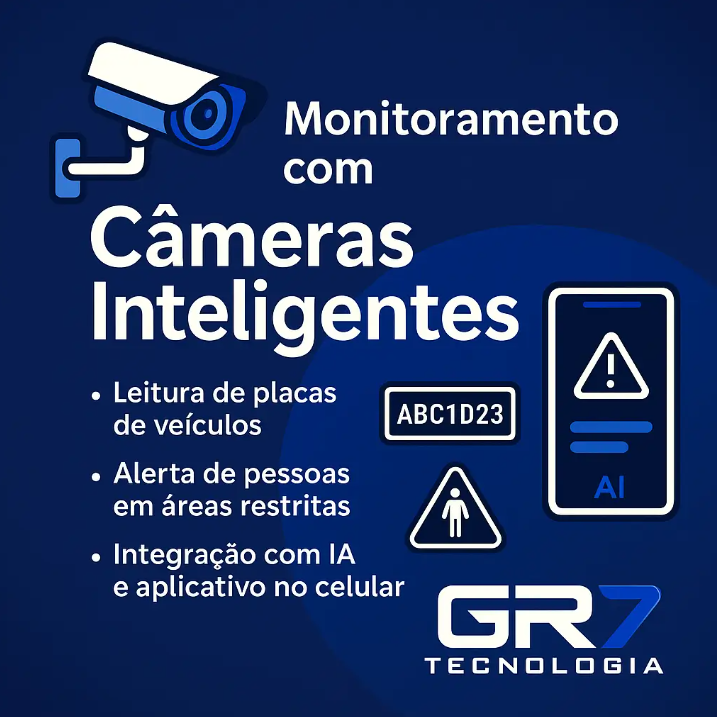 Monitoramento
com
Câmeras
Inteligentes
• Leitura de placas
de veículos
• Alerta de pessoas
em áreas restritas
• Integração com IA
e aplicativo no celular
ABC1D23
AI
GR7
TECNOLOGIA